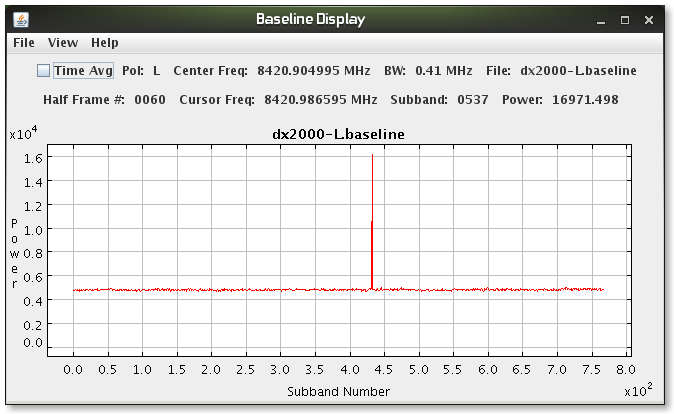 Baseline Display
File View Help
Time Avg Pol: L Center Freq: 8420.904995 MHz BW: 0.41 MHz File: dx2000-L.baseline
Half Frame #: 0060 Cursor Freq: 8420.986595 MHz Subband: 0537 Power: 16971.498
x10^4
dx2000-L.baseline
1.6
1.4
1.2
1.0
0.8
0.6
0.4
0.2
0.0
Power
0.0 0.5 1.0 1.5 2.0 2.5 3.0 3.5 4.0 4.5 5.0 5.5 6.0 6.5 7.0 7.5 8.0
Subband Number
x10^2